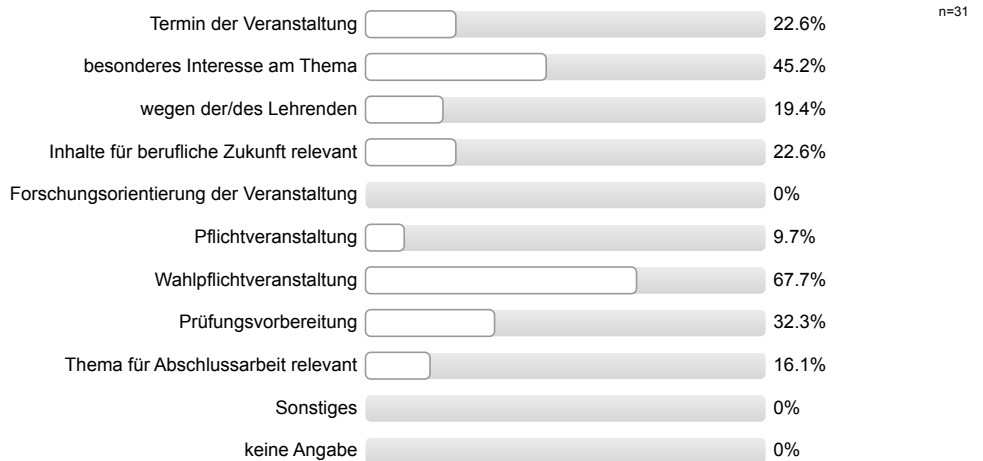 n=31
Termin der Veranstaltung 22.6%
besonderes Interesse am Thema 45.2%
wegen der/des Lehrenden 19.4%
Inhalte für berufliche Zukunft relevant 22.6%
Forschungsorientierung der Veranstaltung 0%
Pflichtveranstaltung 9.7%
Wahlpflichtveranstaltung 67.7%
Prüfungsvorbereitung 32.3%
Thema für Abschlussarbeit relevant 16.1%
Sonstiges 0%
keine Angabe 0%